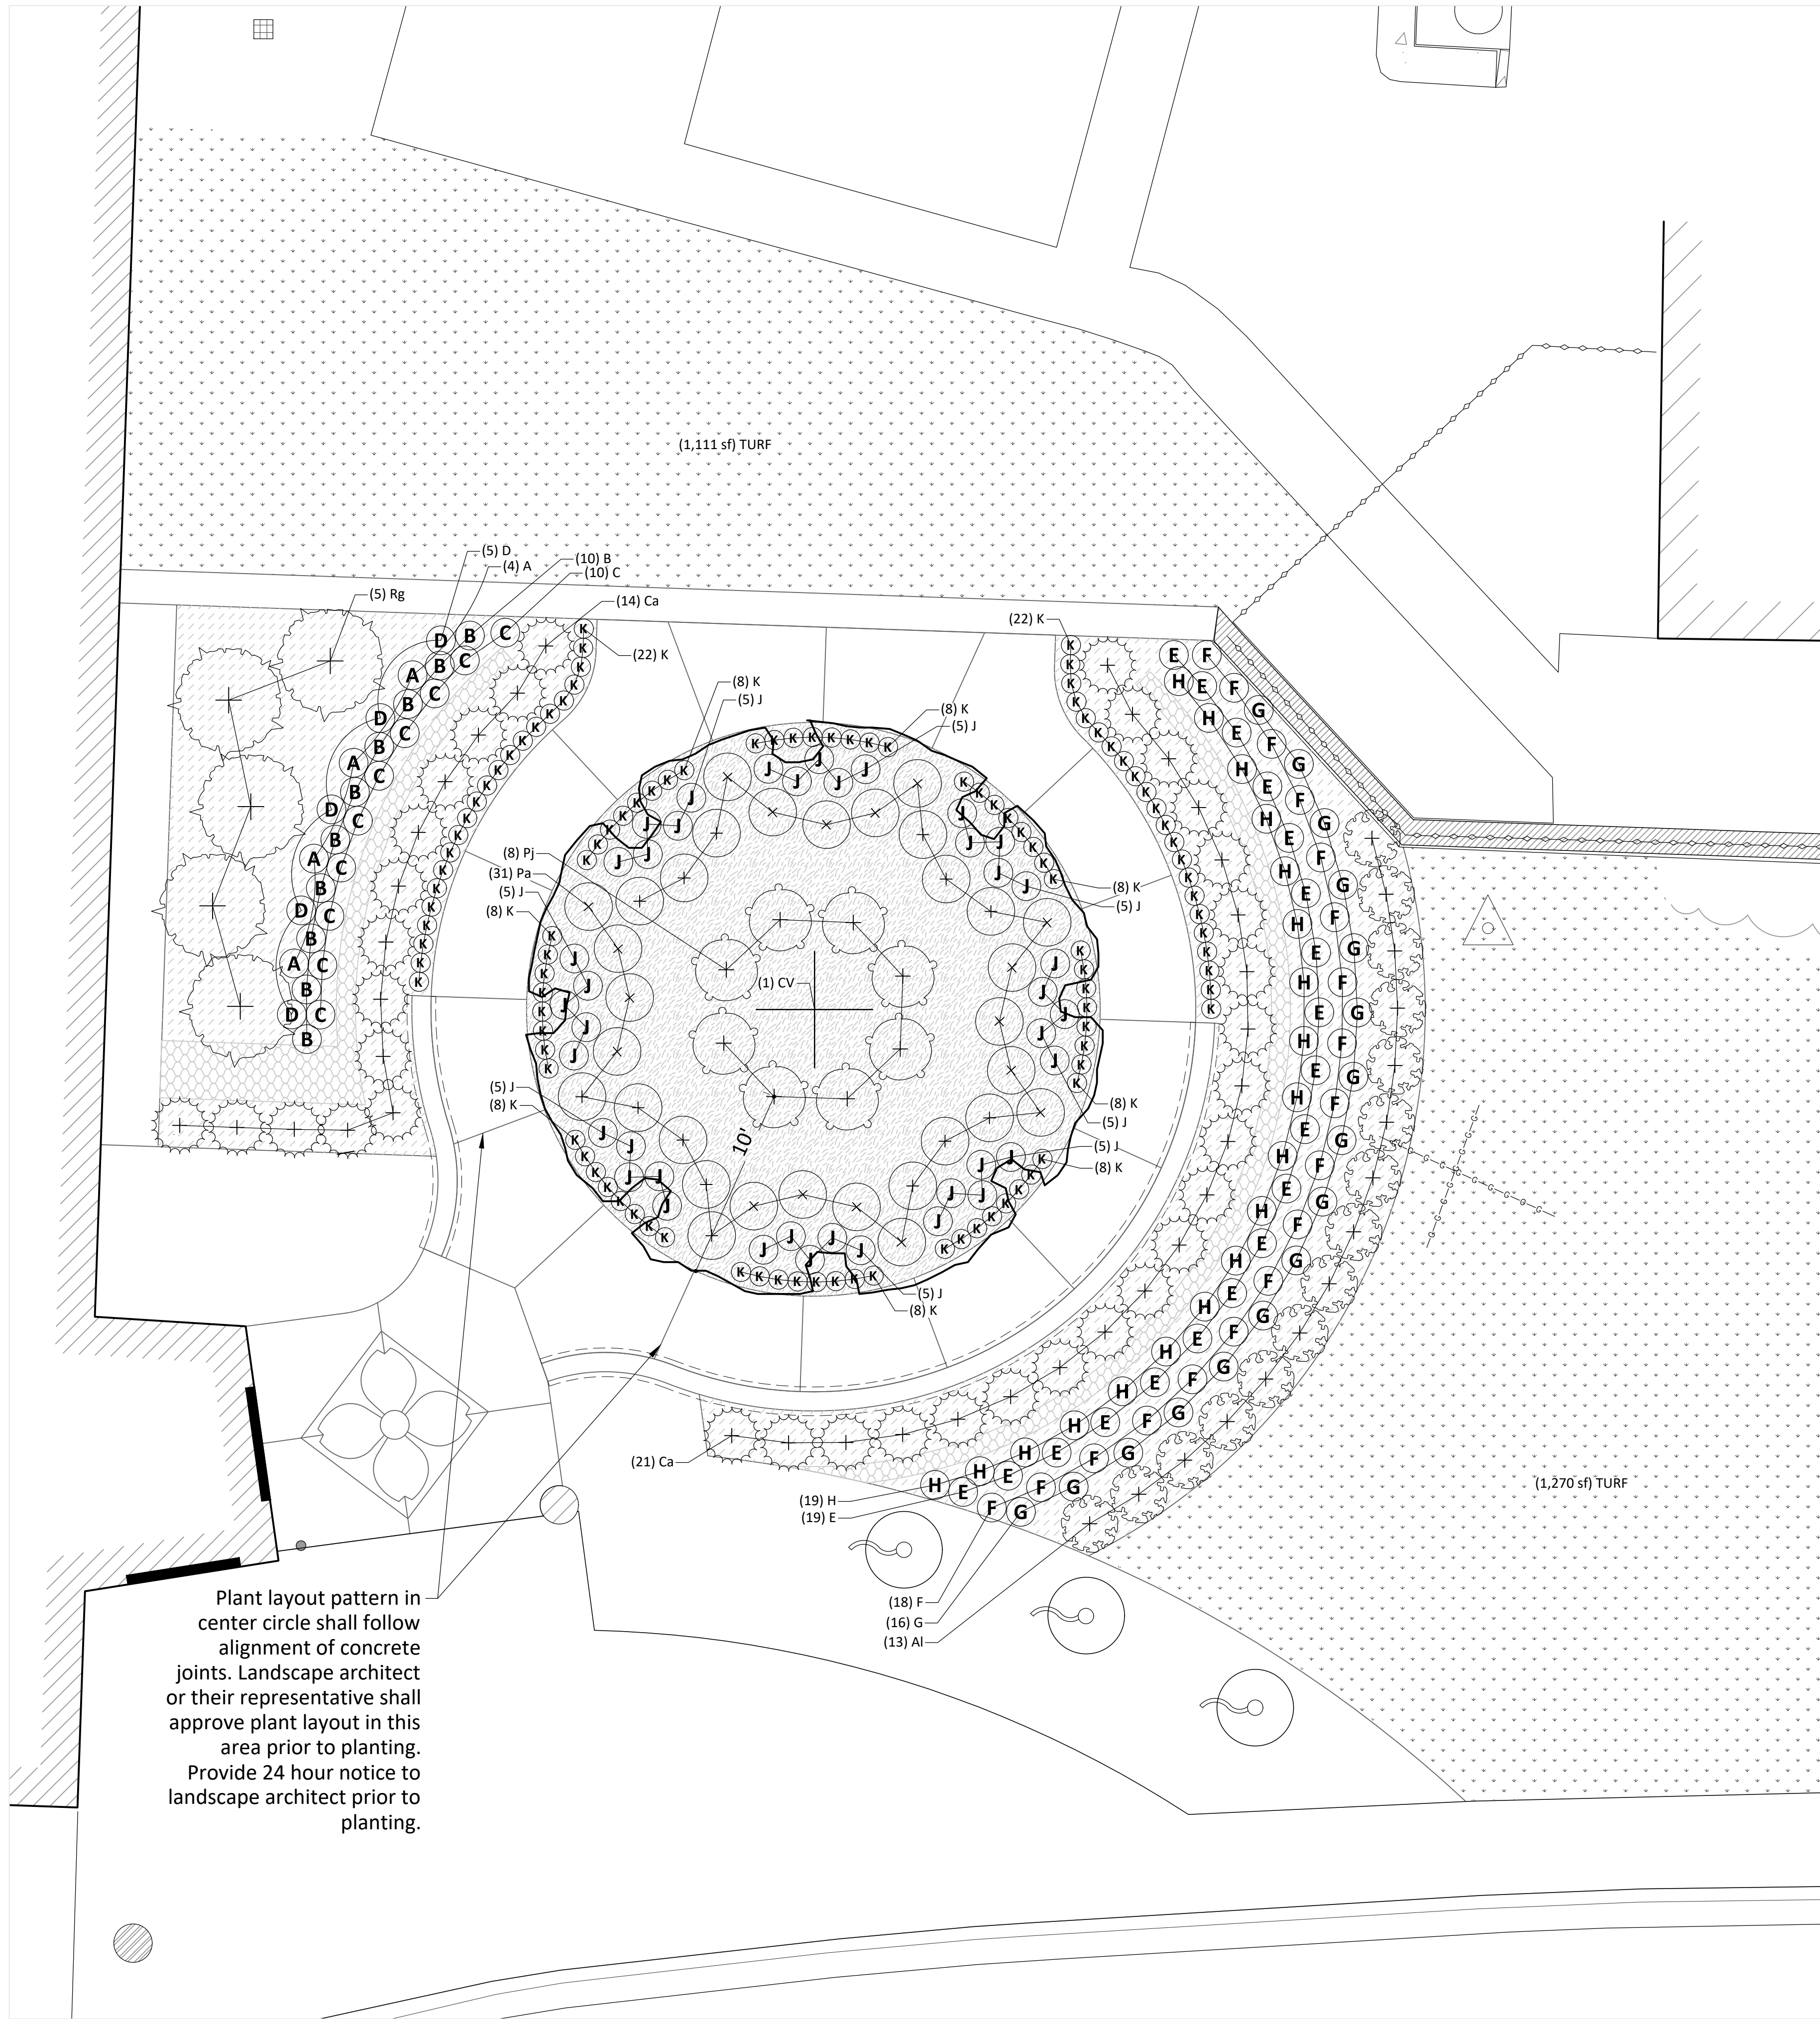 (1,111 sf) TURF
(5) D
(4) A
(10) B
(10) C
(5) Rg
(14) Ca
(22) K
(22) K
D A D A D A D A D
B B B B B B B B B B
C C C C C C C C C C
K K K K K K K K K K K K K K K K K K K K K K
(8) K
(5) J
(8) K
(5) J
K K K K K K K K
J J J J J
K K K K K K K K
J J J J J
K K K K K K K K
J J J J J
(8) Pj
(31) Pa
(5) J
(8) K
(8) K
(5) J
K K K K K K K K
J J J J J
(1) CV
K K K K K K K K
J J J J J
(5) J
(8) K
(8) K
(5) J
(5) J
(8) K
10'
K K K K K K K K
J J J J J
K K K K K K K K
J J J J J
K K K K K K K K
J J J J J
(5) J
(8) K
K K K K K K K K K K K K K K K K K K K K K K
H H H H H H H H H H H H H H H H H H H
E E E E E E E E E E E E E E E E E E E
F F F F F F F F F F F F F F F F F F
G G G G G G G G G G G G G G G G
G G G G G G
G G G G G G
(21) Ca
(19) H
(19) E
(1,270 sf) TURF
(18) F
(16) G
(13) Al
Plant layout pattern in
center circle shall follow
alignment of concrete
joints. Landscape architect
or their representative shall
approve plant layout in this
area prior to planting.
Provide 24 hour notice to
landscape architect prior to
planting.